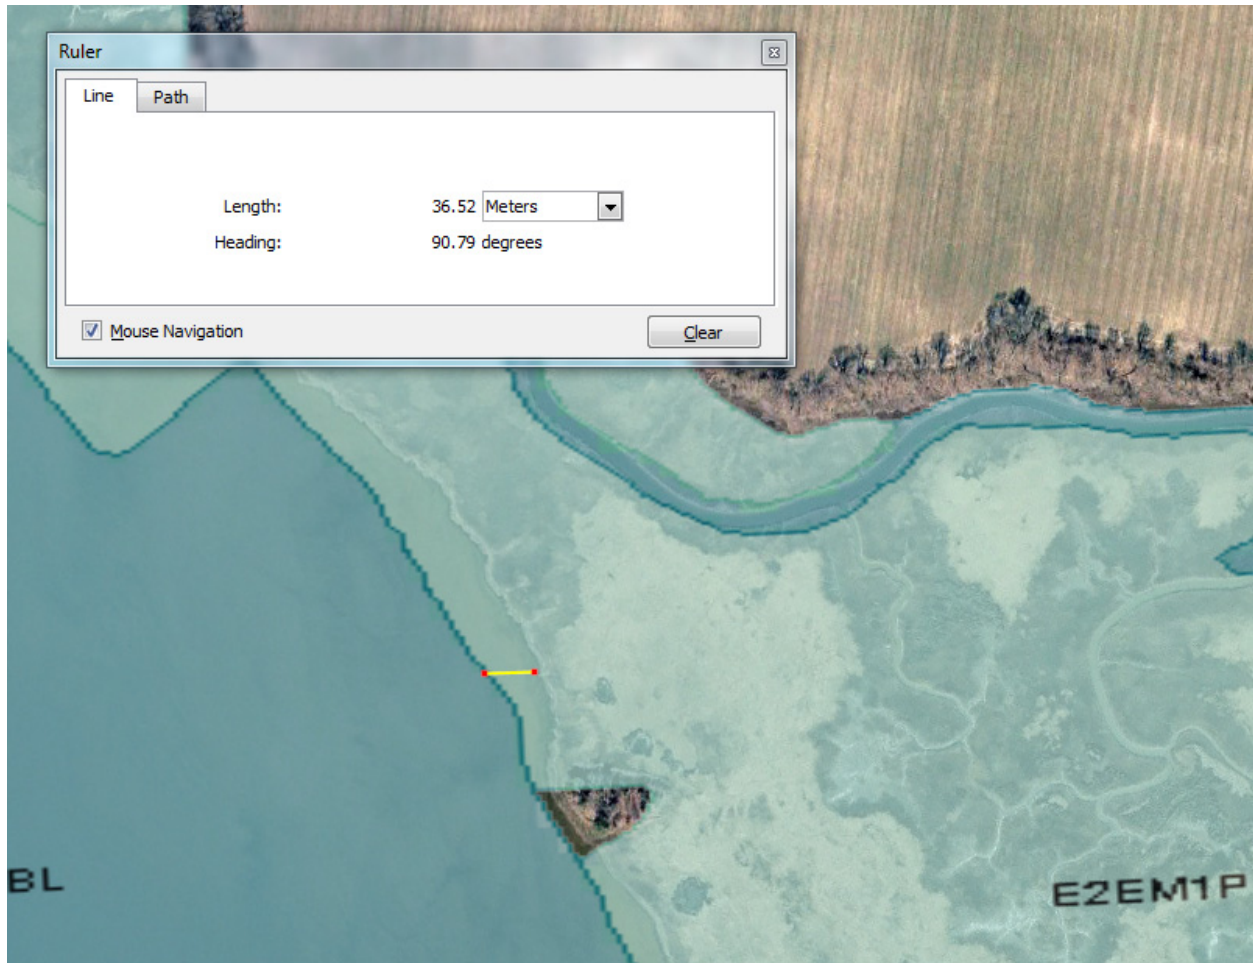 Ruler
Line Path
Length: 36.52 Meters
Heading: 90.79 degrees
Mouse Navigation Clear
BL
E2EM1P